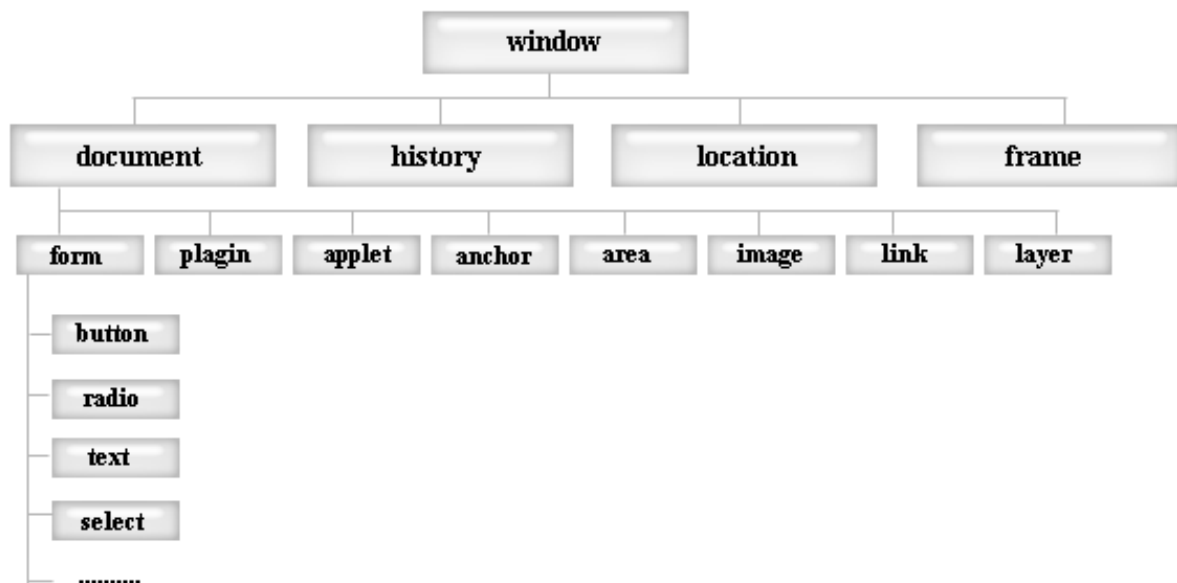 window
document history location frame
form plagin applet anchor area image link layer
button
radio
text
select
...........